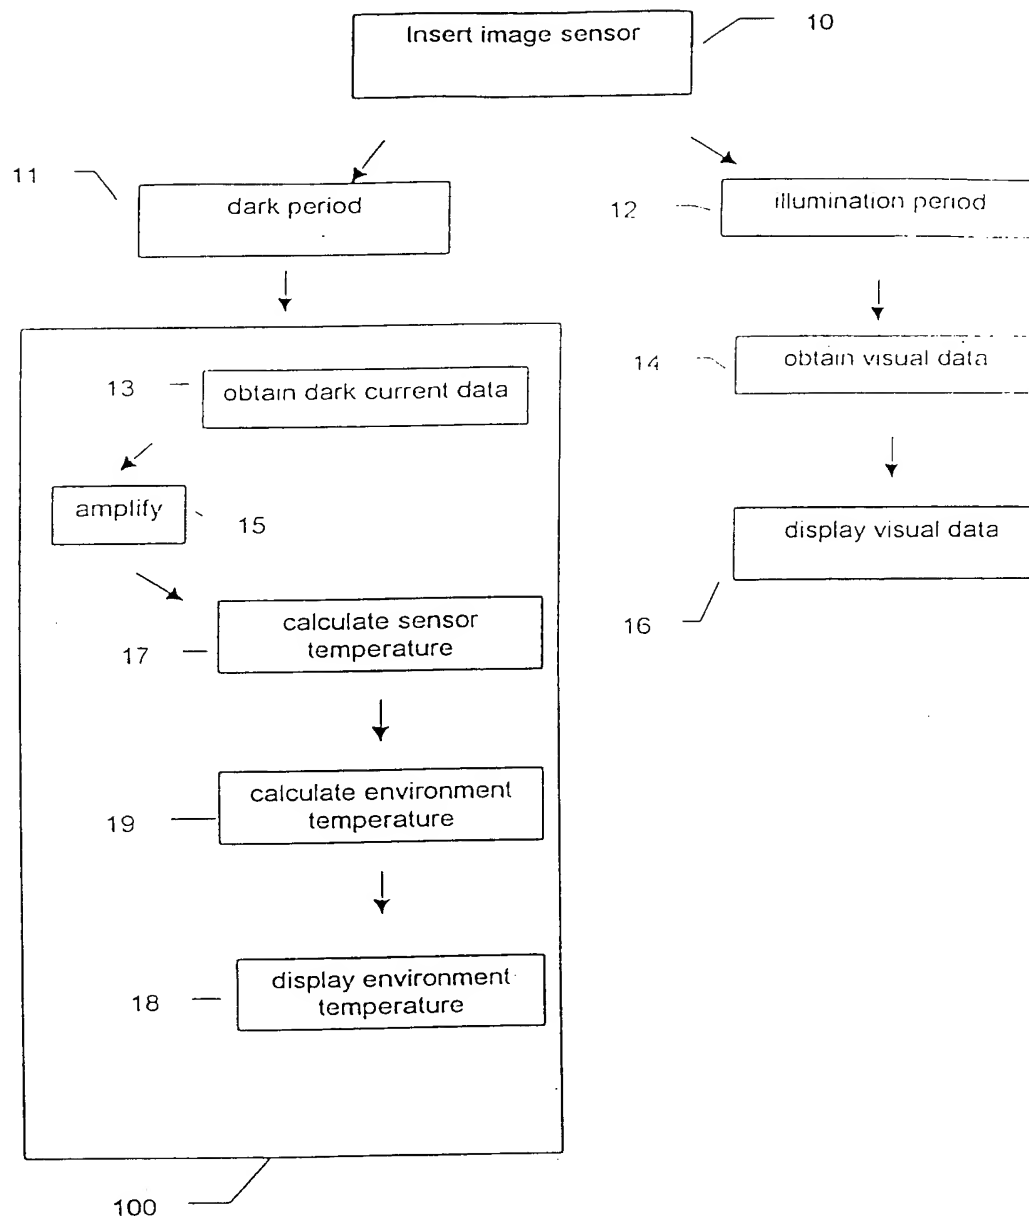 Insert image sensor
10
11
dark period
12
illumination period
13
obtain dark current data
14
obtain visual data
amplify
15
display visual data
16
calculate sensor
temperature
17
calculate environment
temperature
19
display environment
temperature
18
100